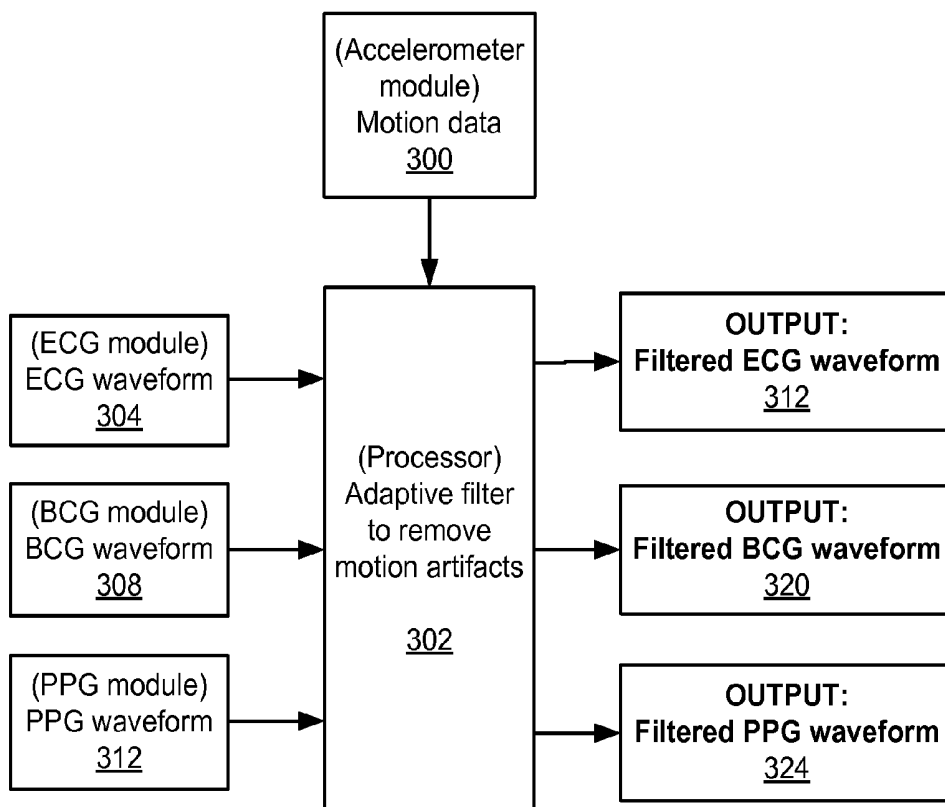 (Accelerometer
module)
Motion data
300
(ECG module)
ECG waveform
304
(BCG module)
BCG waveform
308
(PPG module)
PPG waveform
312
(Processor)
Adaptive filter
to remove
motion artifacts
302
OUTPUT:
Filtered ECG waveform
312
OUTPUT:
Filtered BCG waveform
320
OUTPUT:
Filtered PPG waveform
324